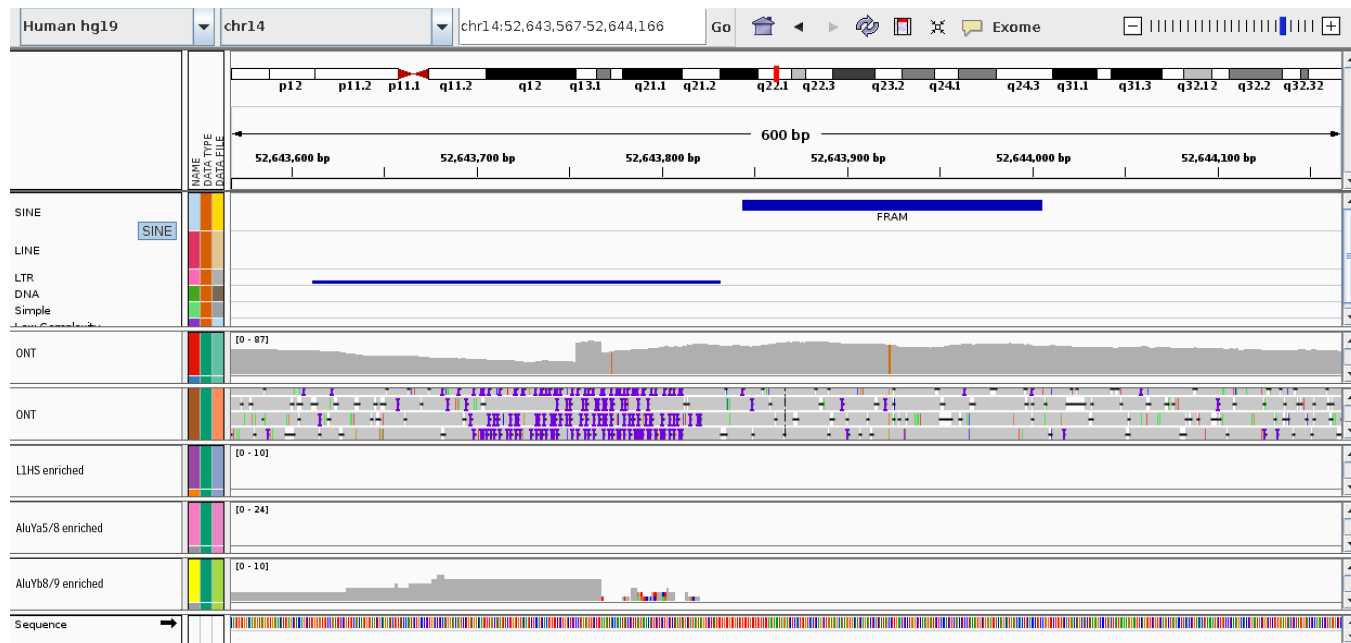 Human hg19 chr14 chr14:52,643,567-52,644,166 Go Exome
p12 p11.2 p11.1 q11.2 q12 q13.1 q21.1 q21.2 q22.1 q22.3 q23.2 q24.1 q24.3 q31.1 q31.3 q32.12 q32.2 q32.32
600 bp
52,643,600 bp 52,643,700 bp 52,643,800 bp 52,643,900 bp 52,644,000 bp 52,644,100 bp
NAME
DATA TYPE
DATA FILE
SINE
FRAM
SINE
LINE
LTR
DNA
Simple
Low Complexity
[0 - 87]
ONT
ONT
[0 - 10]
L1HS enriched
[0 - 24]
AluYa5/8 enriched
[0 - 10]
AluYb8/9 enriched
Sequence